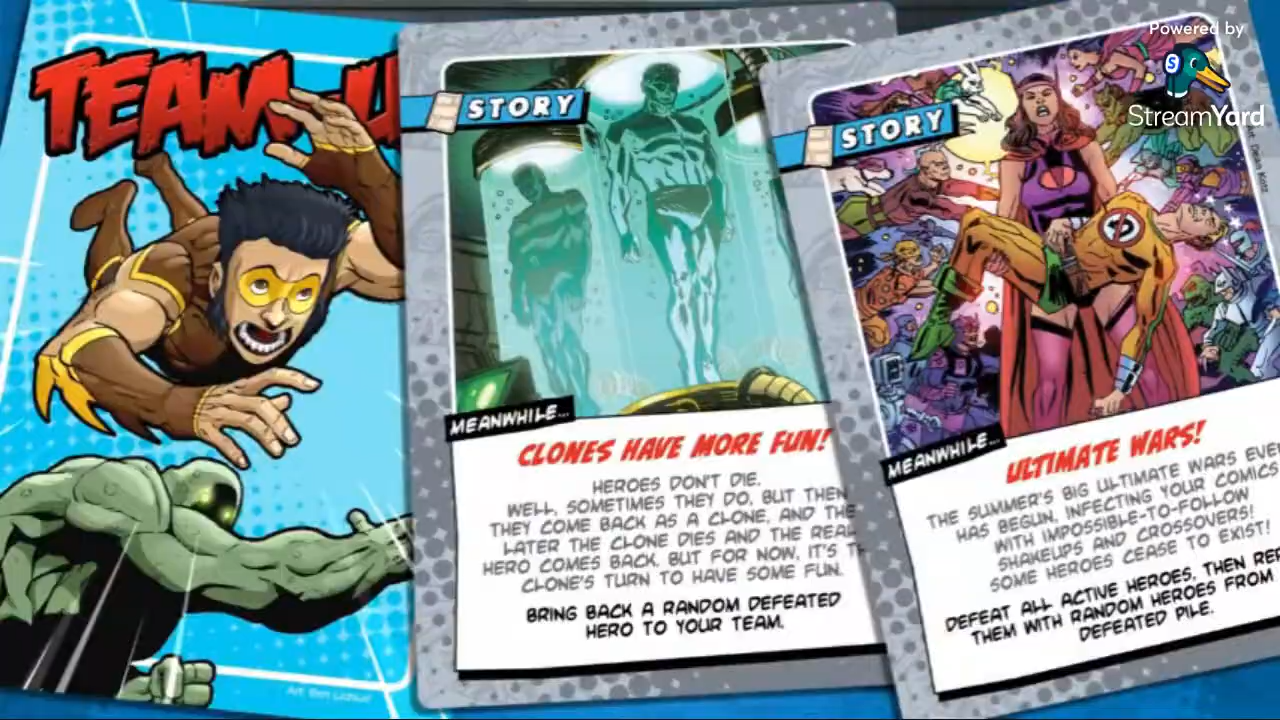 TEAM-U
Art: Ben
STORY
MEANWHILE...
CLONES HAVE MORE FUN!
HEROES DON'T DIE.
WELL, SOMETIMES THEY DO, BUT THEN
THEY COME BACK AS A CLONE, AND THE
LATER THE CLONE DIES AND THE REAL
HERO COMES BACK. BUT FOR NOW, IT'S TH
CLONE'S TURN TO HAVE SOME FUN.
BRING BACK A RANDOM DEFEATED
HERO TO YOUR TEAM.
Powered by
StreamYard
STORY
MEANWHILE...
ULTIMATE WARS!
THE SUMMER'S BIG ULTIMATE WARS EVE
HAS BEGUN, INFECTING YOUR COMICS
WITH IMPOSSIBLE-TO-FOLLOW
SHAKEUPS AND CROSSOVERS!
SOME HEROES CEASE TO EXIST!
DEFEAT ALL ACTIVE HEROES, THEN REP
THEM WITH RANDOM HEROES FROM
DEFEATED PILE.